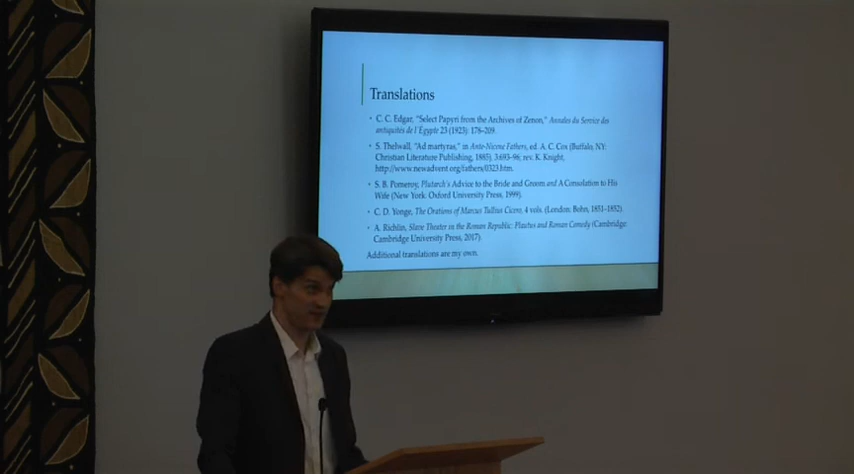 Translations
C. C. Edgar, "Select Papyri from the Archives of Zenon," Annales du Service des
antiquités de l'Égypte 23 (1923): 178–209.
S. Thelwall, "Ad martyras," in Ante-Nicene Fathers, ed. A. C. Cox (Buffalo, NY:
Christian Literature Publishing, 1885). 3:693–96; rev. K. Knight,
http://www.newadvent.org/fathers/0323.htm.
S. B. Pomeroy, Plutarch's Advice to the Bride and Groom and A Consolation to His
Wife (New York: Oxford University Press, 1999).
C. D. Yonge, The Orations of Marcus Tullius Cicero, 4 vols. (London: Bohn, 1851–1852).
A. Richlin, Slave Theater in the Roman Republic: Plautus and Roman Comedy (Cambridge:
Cambridge University Press, 2017).
Additional translations are my own.